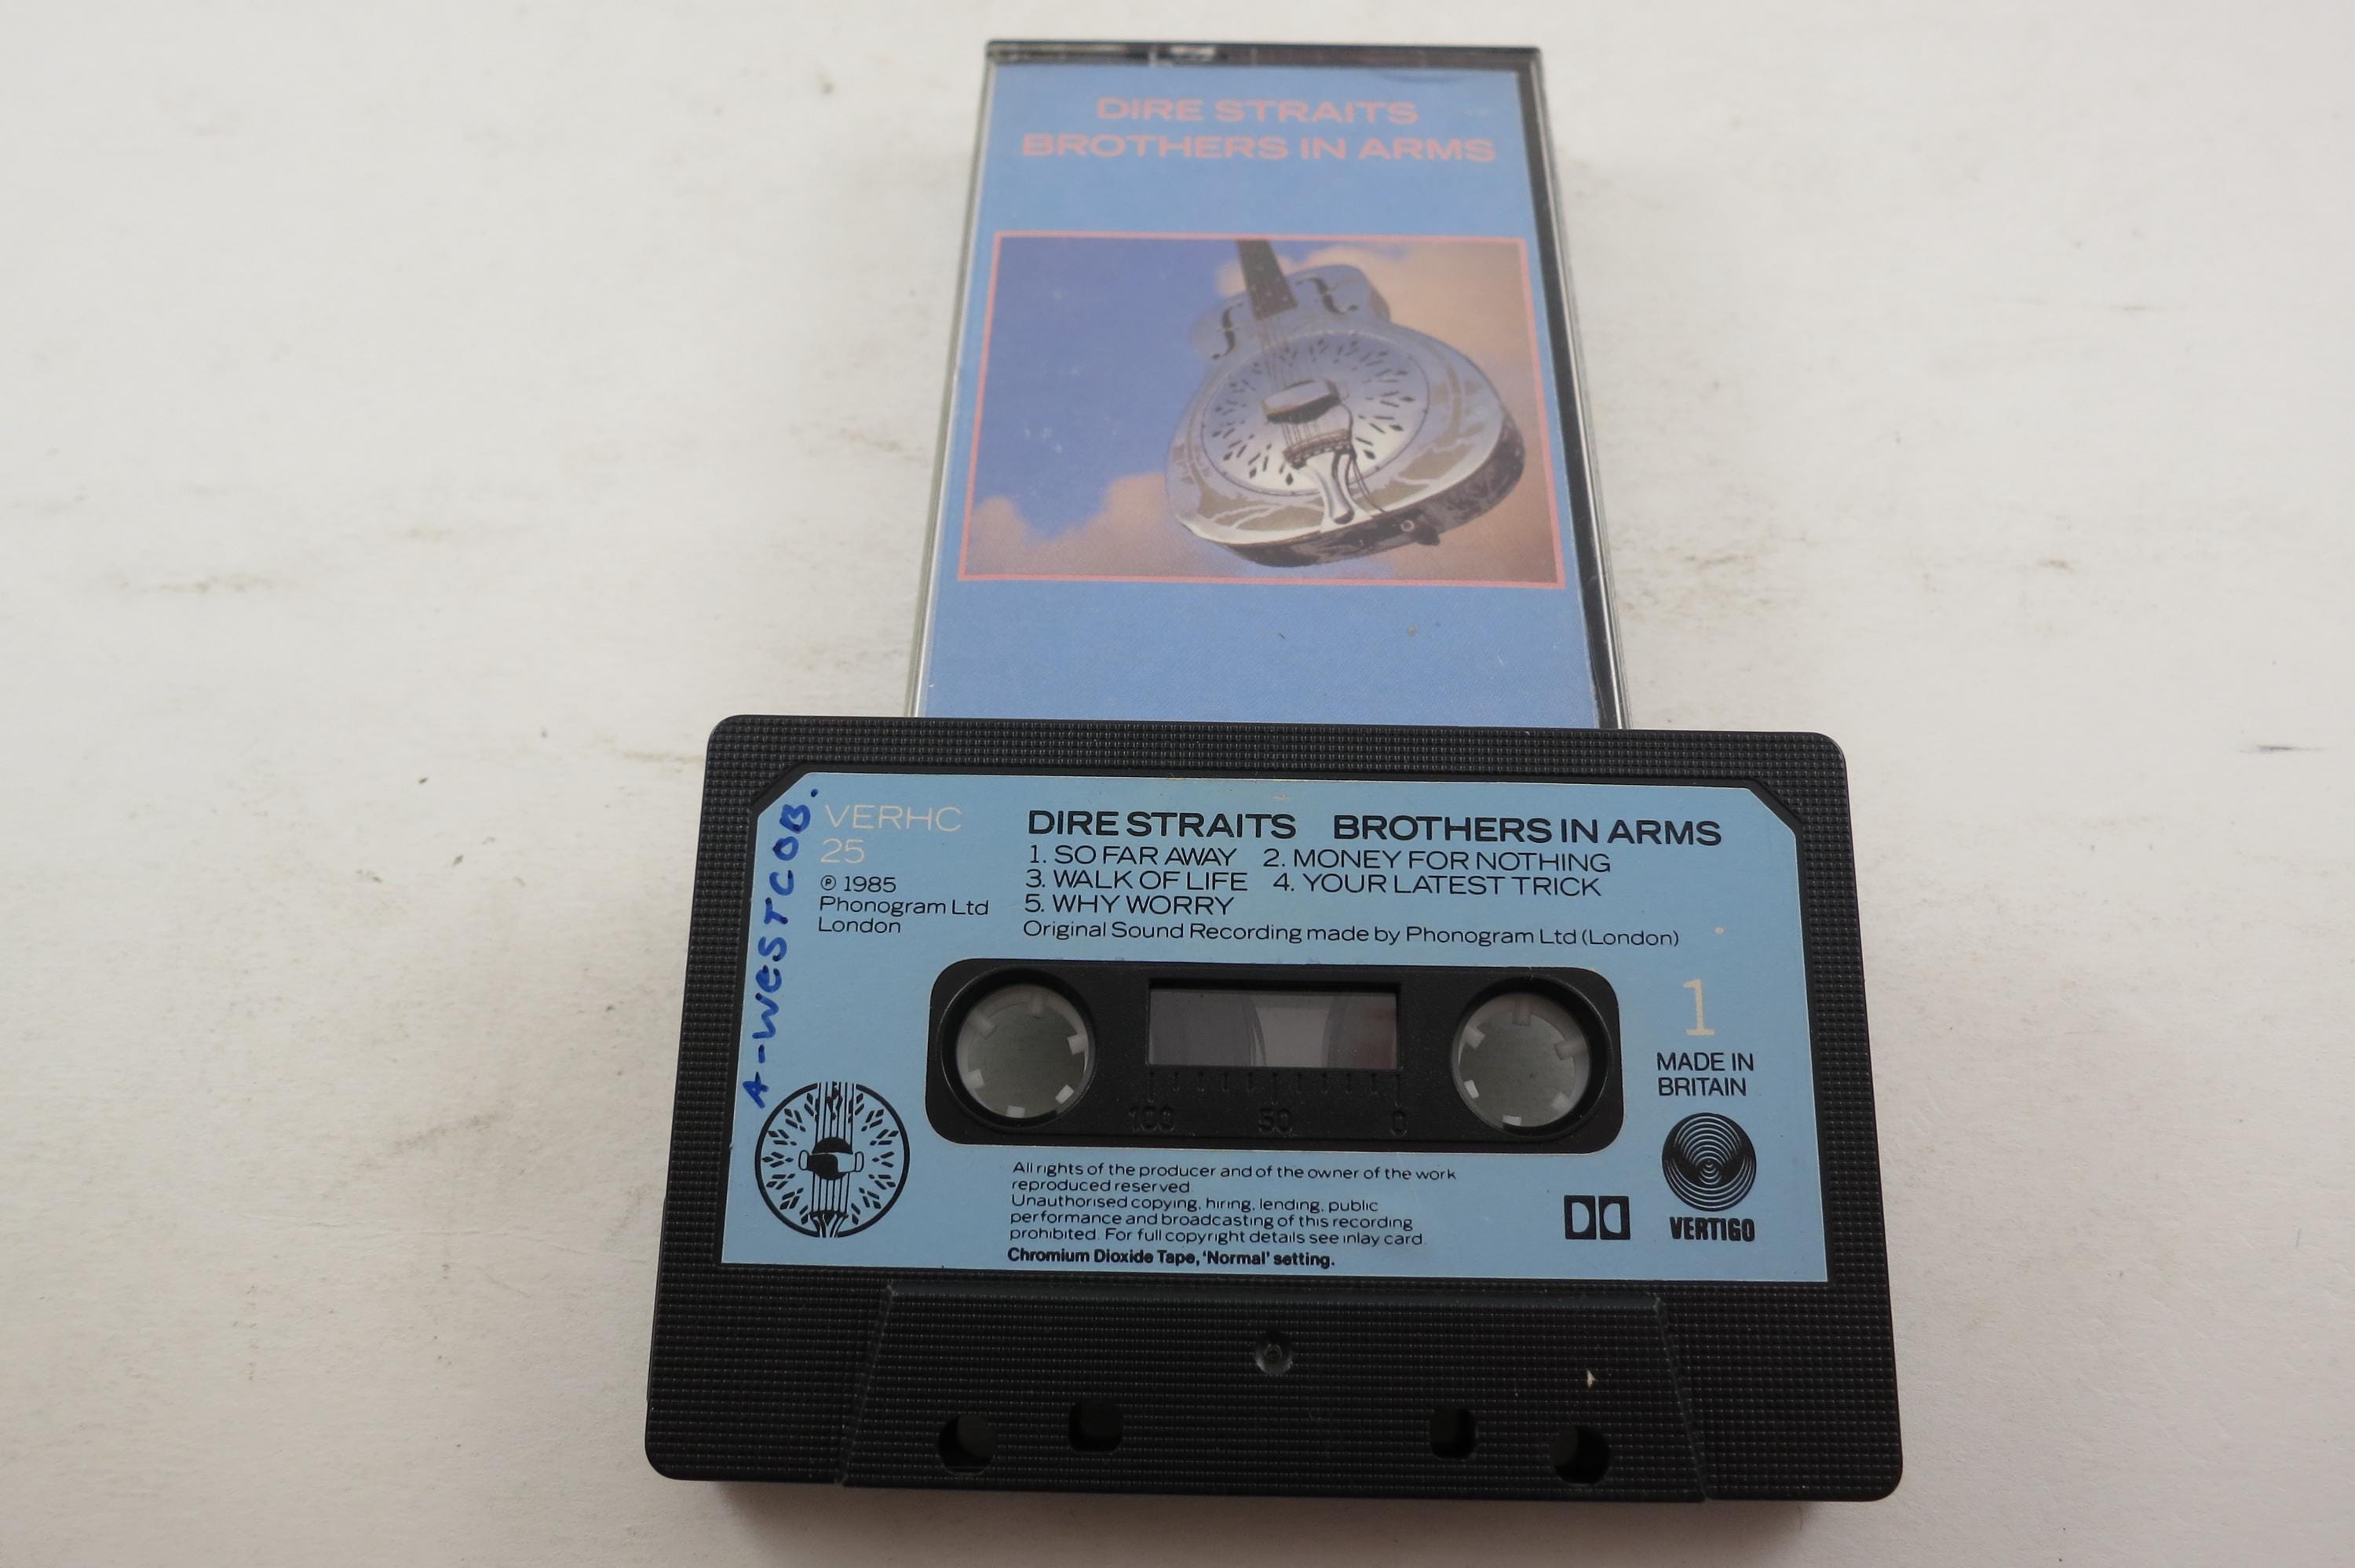 DIRE STRAITS
BROTHERS IN ARMS
A-WESTCOB.
VERHC
25
℗ 1985
Phonogram Ltd
London
DIRE STRAITS BROTHERS IN ARMS
1. SO FAR AWAY 2. MONEY FOR NOTHING
3. WALK OF LIFE 4. YOUR LATEST TRICK
5. WHY WORRY
Original Sound Recording made by Phonogram Ltd (London)
1
MADE IN
BRITAIN
100 50 0
All rights of the producer and of the owner of the work
reproduced reserved
Unauthorised copying, hiring, lending, public
performance and broadcasting of this recording
prohibited. For full copyright details see inlay card.
Chromium Dioxide Tape, 'Normal' setting.
VERTIGO